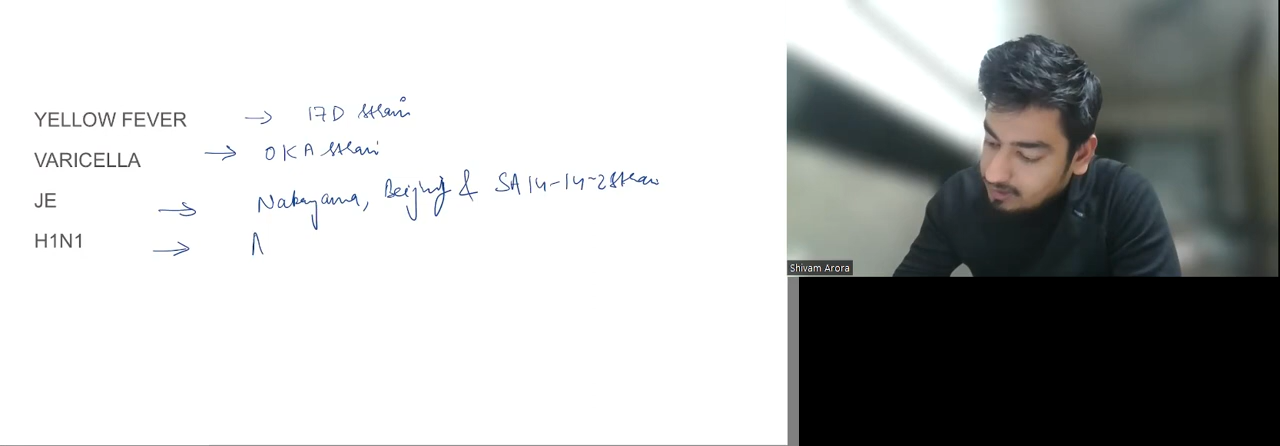 YELLOW FEVER → 17D strain
VARICELLA → OKA strain
JE → Nakayama, Beijing & SA 14-14-2 strain
H1N1 →
Shivam Arora